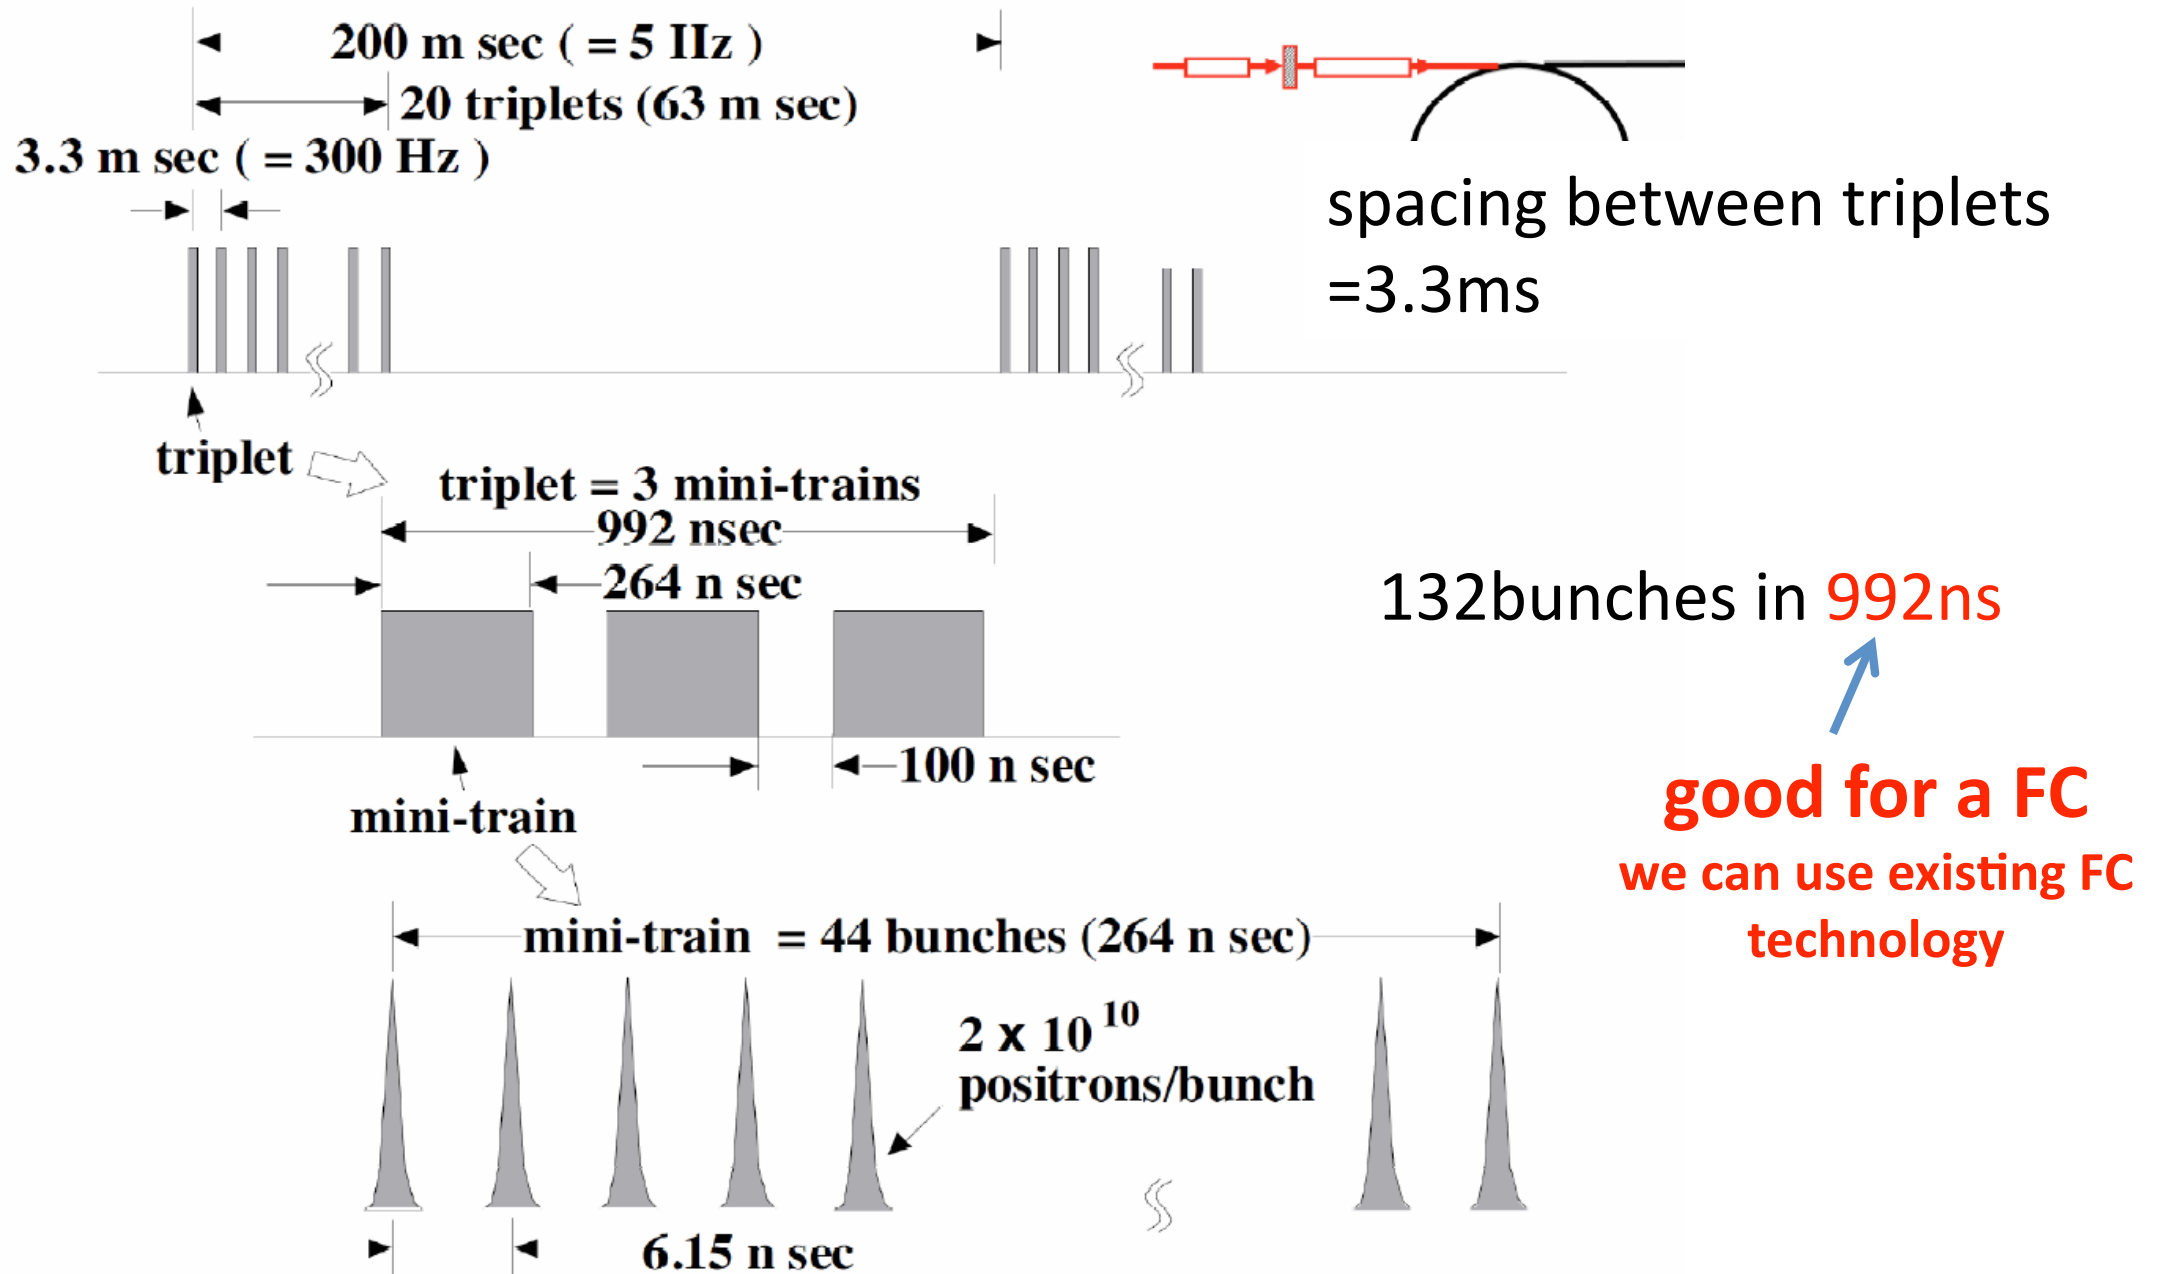 200 m sec ( = 5 IIz )
20 triplets (63 m sec)
3.3 m sec ( = 300 Hz )
spacing between triplets
=3.3ms
triplet
triplet = 3 mini-trains
992 nsec
264 n sec
132bunches in 992ns
100 n sec
good for a FC
mini-train
we can use existing FC
technology
mini-train = 44 bunches (264 n sec)
2 x 10 10
positrons/bunch
6.15 n sec